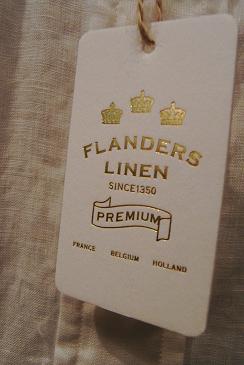 FLANDERS
LINEN
SINCE1350
PREMIUM
FRANCE BELGIUM HOLLAND